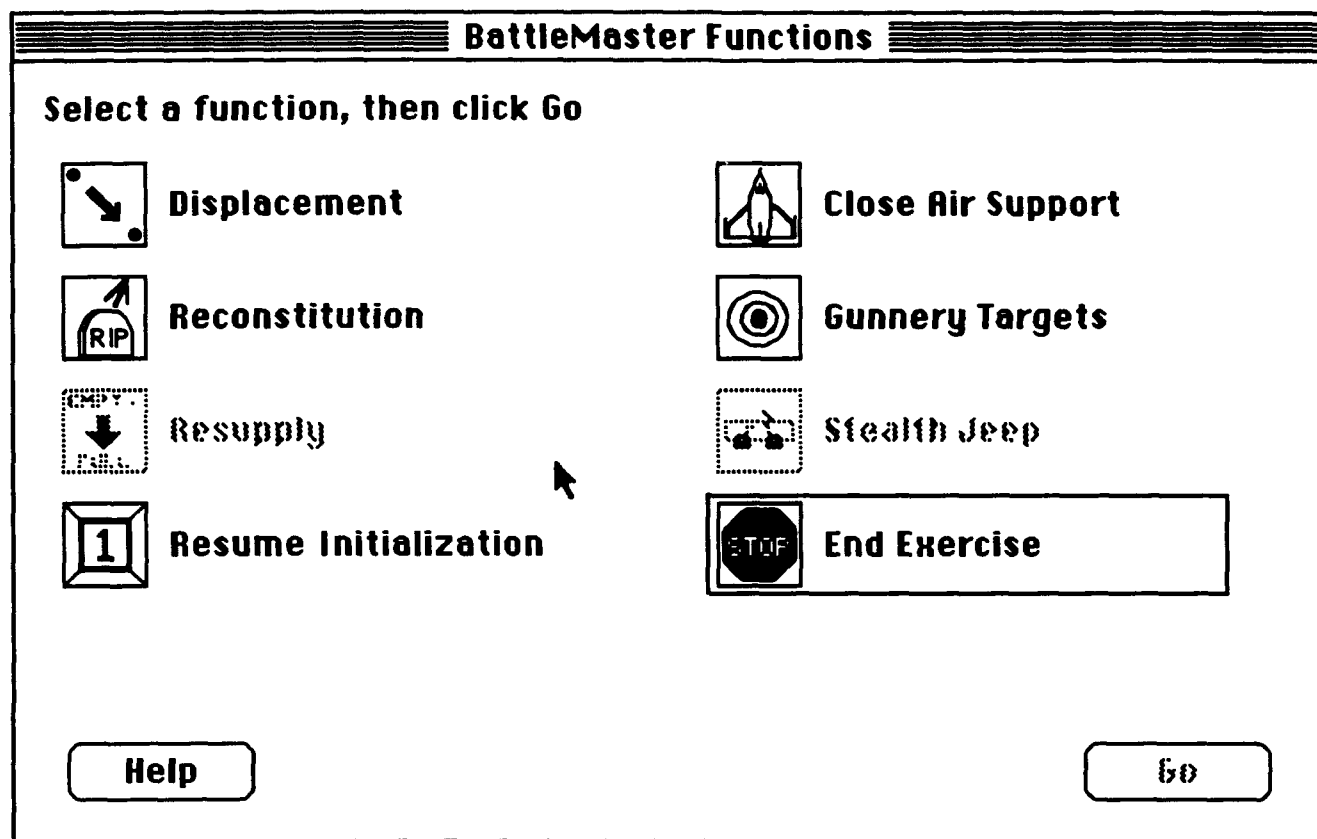 BattleMaster Functions
Select a function, then click Go
Displacement
Close Air Support
RIP
Reconstitution
Gunnery Targets
EMPTY
FULL
Resupply
Stealth Jeep
1
Resume Initialization
STOP
End Exercise
Help
Go